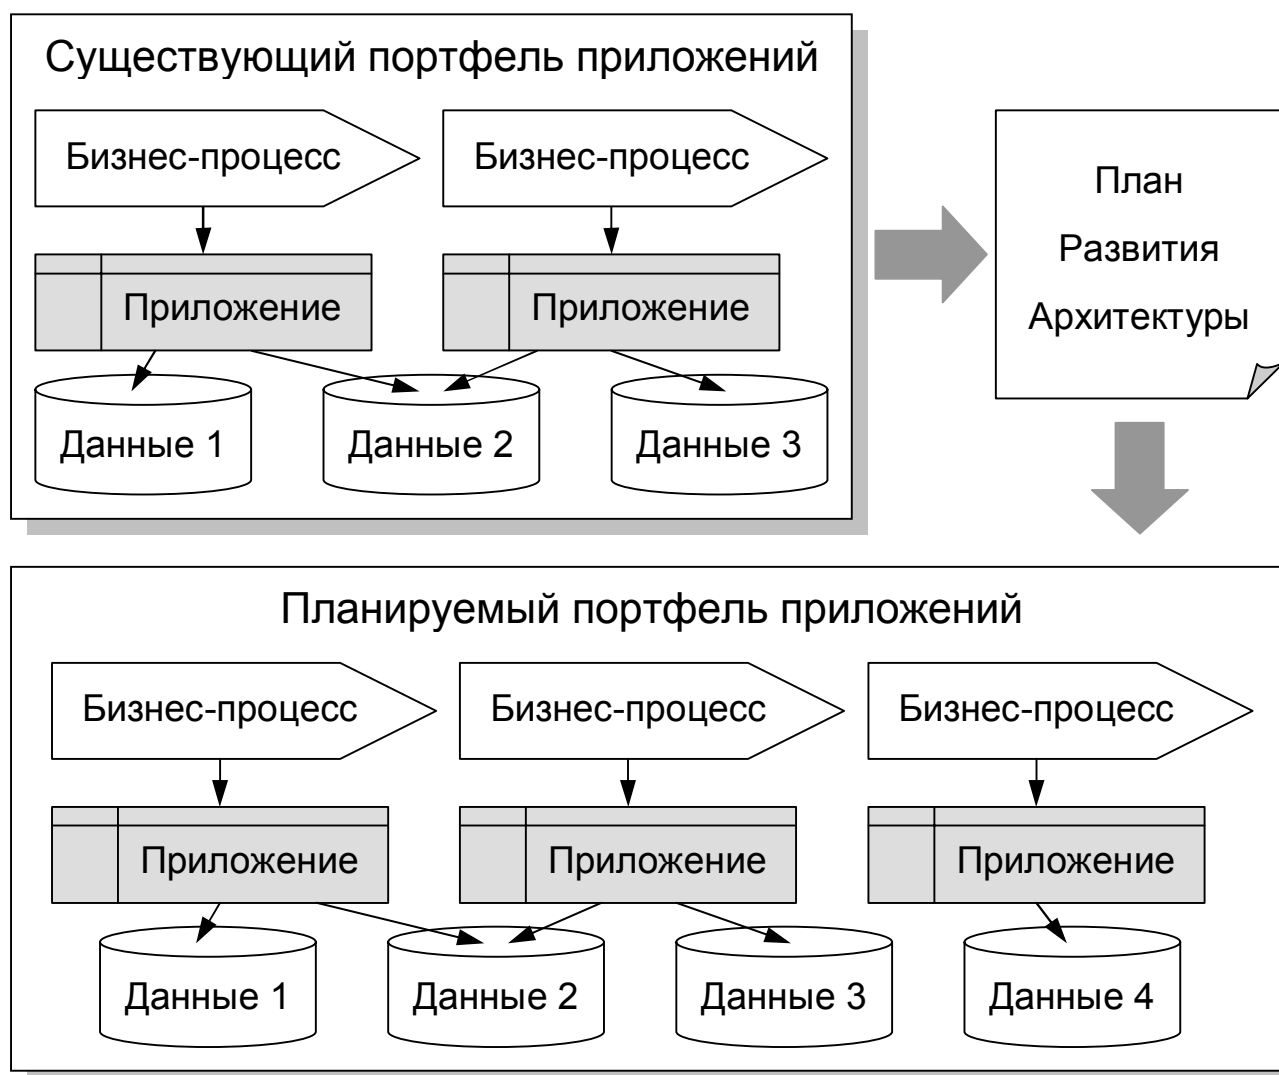 Существующий портфель приложений
Бизнес-процесс
Бизнес-процесс
Приложение
Приложение
Данные 1
Данные 2
Данные 3
План
Развития
Архитектуры
Планируемый портфель приложений
Бизнес-процесс
Бизнес-процесс
Бизнес-процесс
Приложение
Приложение
Приложение
Данные 1
Данные 2
Данные 3
Данные 4